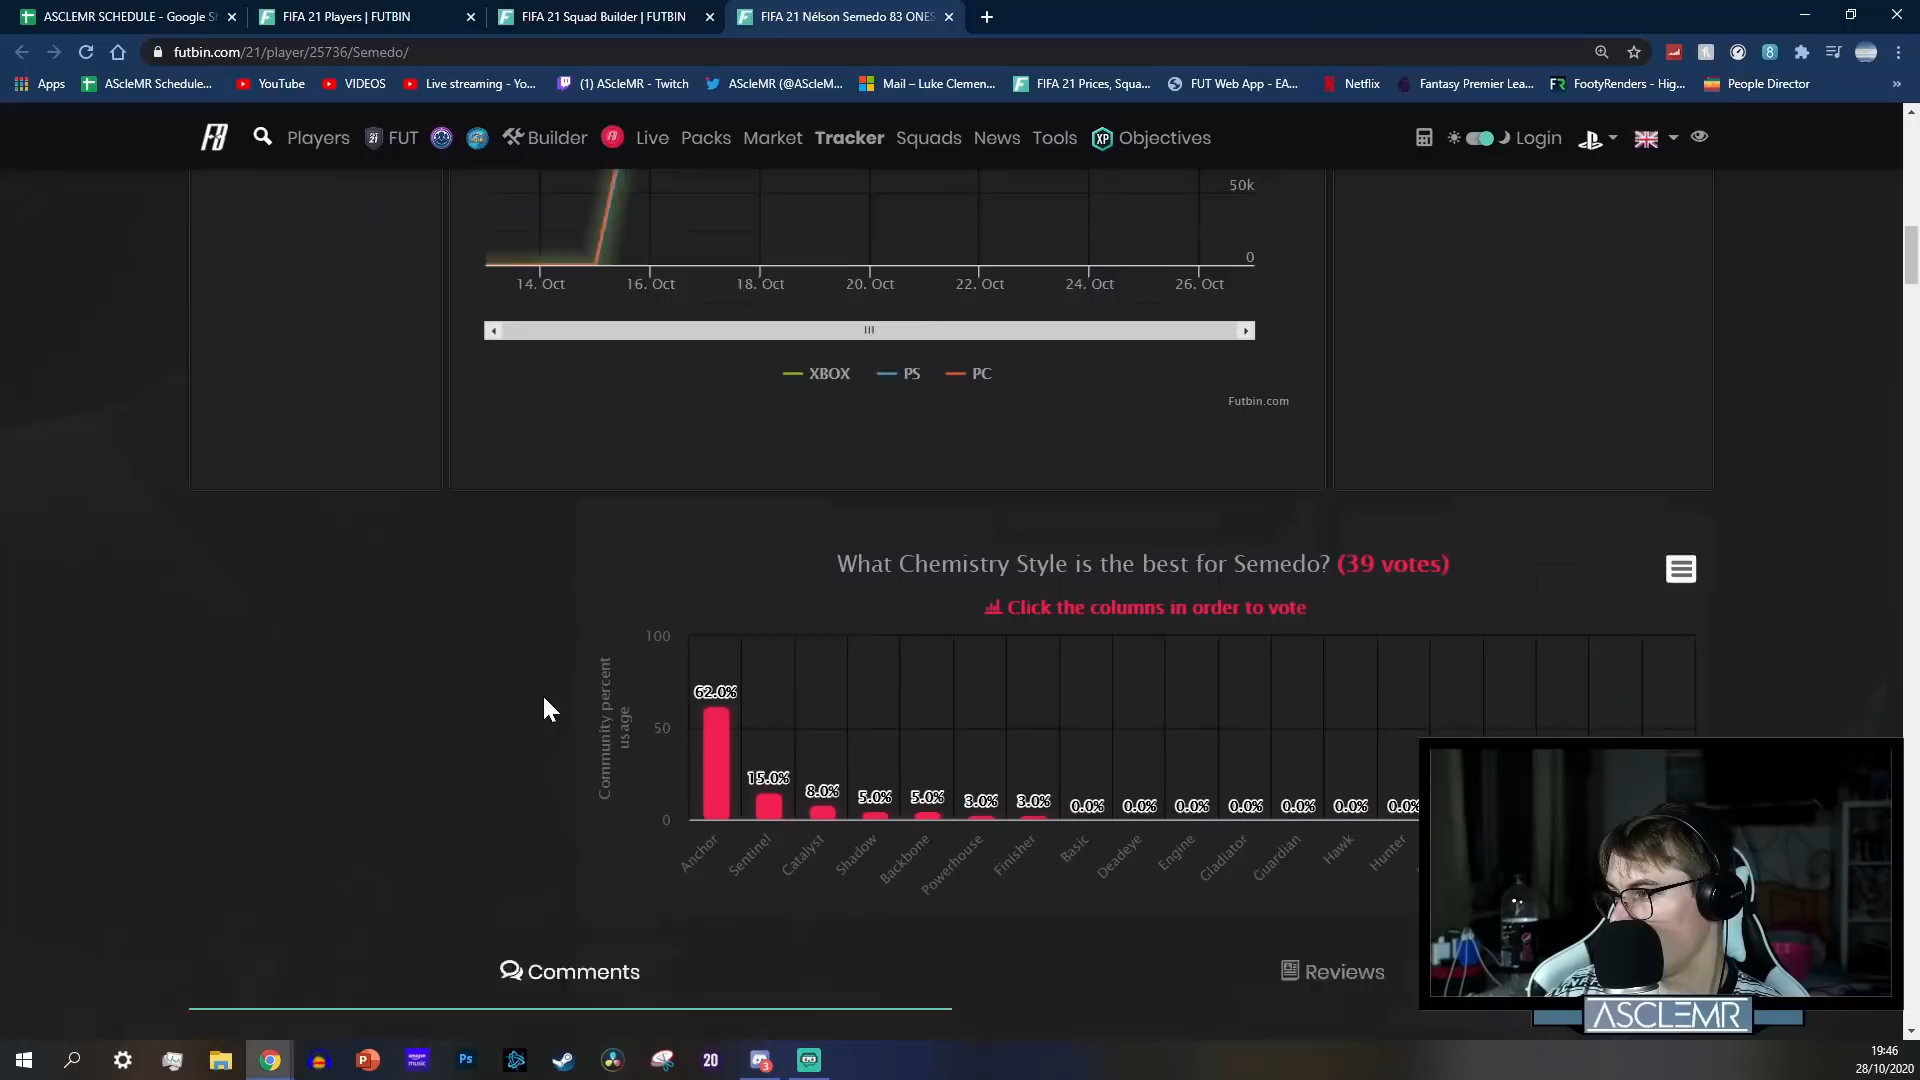 ASCLEMR SCHEDULE - Google Sh
FIFA 21 Players | FUTBIN
FIFA 21 Squad Builder | FUTBIN
FIFA 21 Nélson Semedo 83 ONES
futbin.com/21/player/25736/Semedo/
Apps
AScleMR Schedule...
YouTube
VIDEOS
Live streaming - Yo...
(1) AScleMR - Twitch
AScleMR (@AScleM...
Mail – Luke Clemen...
FIFA 21 Prices, Squa...
FUT Web App - EA...
Netflix
Fantasy Premier Lea...
FootyRenders - Hig...
People Director
Players
FUT
Builder
Live
Packs
Market
Tracker
Squads
News
Tools
XP
Objectives
Login
50k
0
14. Oct
16. Oct
18. Oct
20. Oct
22. Oct
24. Oct
26. Oct
XBOX
PS
PC
Futbin.com
What Chemistry Style is the best for Semedo? (39 votes)
Click the columns in order to vote
Community percent
usage
100
50
0
62.0%
15.0%
8.0%
5.0%
5.0%
3.0%
3.0%
0.0%
0.0%
0.0%
0.0%
0.0%
0.0%
0.0%
Anchor
Sentinel
Catalyst
Shadow
Backbone
Powerhouse
Finisher
Basic
Deadeye
Engine
Gladiator
Guardian
Hawk
Hunter
Comments
Reviews
ASCLEMR
amazon
music
Ps
20
3
19:46
28/10/2020